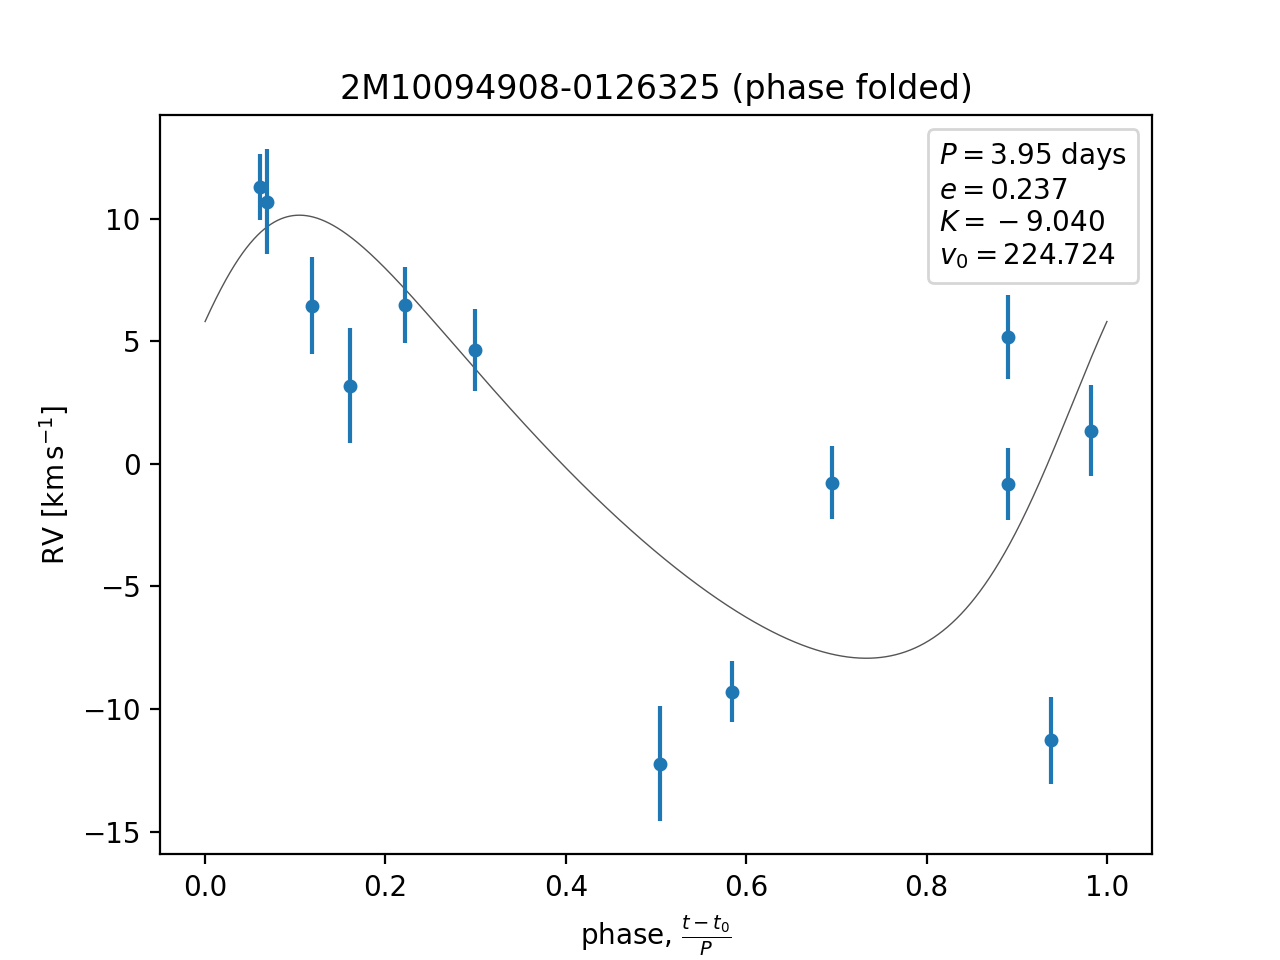 2M10094908-0126325 (phase folded)
P = 3.95 days
e = 0.237
K = −9.040
v₀ = 224.724
RV [km s⁻¹]
10
5
0
−5
−10
−15
0.0 0.2 0.4 0.6 0.8 1.0
phase, (t − t₀)/P